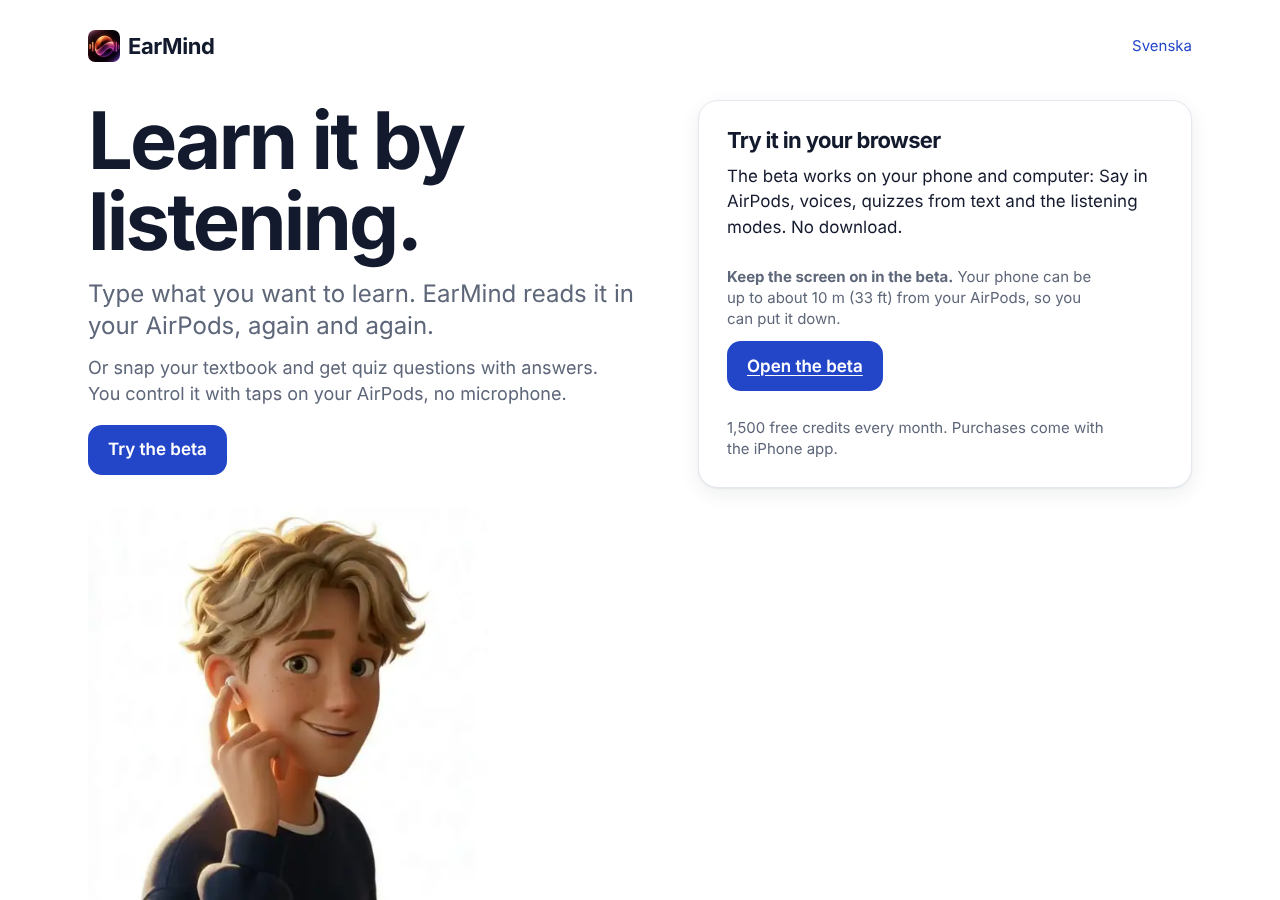 EarMind
Svenska
Learn it by
listening.
Type what you want to learn. EarMind reads it in
your AirPods, again and again.
Or snap your textbook and get quiz questions with answers.
You control it with taps on your AirPods, no microphone.
Try the beta
Try it in your browser
The beta works on your phone and computer: Say in
AirPods, voices, quizzes from text and the listening
modes. No download.
Keep the screen on in the beta. Your phone can be
up to about 10 m (33 ft) from your AirPods, so you
can put it down.
Open the beta
1,500 free credits every month. Purchases come with
the iPhone app.